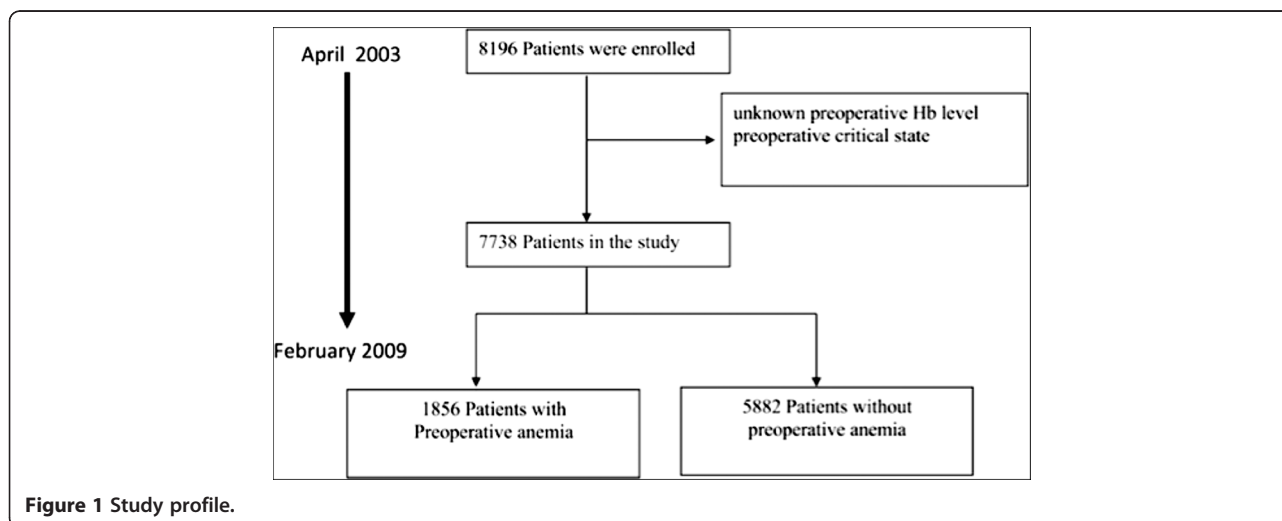 April 2003
8196 Patients were enrolled
unknown preoperative Hb level
preoperative critical state
7738 Patients in the study
February 2009
1856 Patients with
Preoperative anemia
5882 Patients without
preoperative anemia
Figure 1 Study profile.